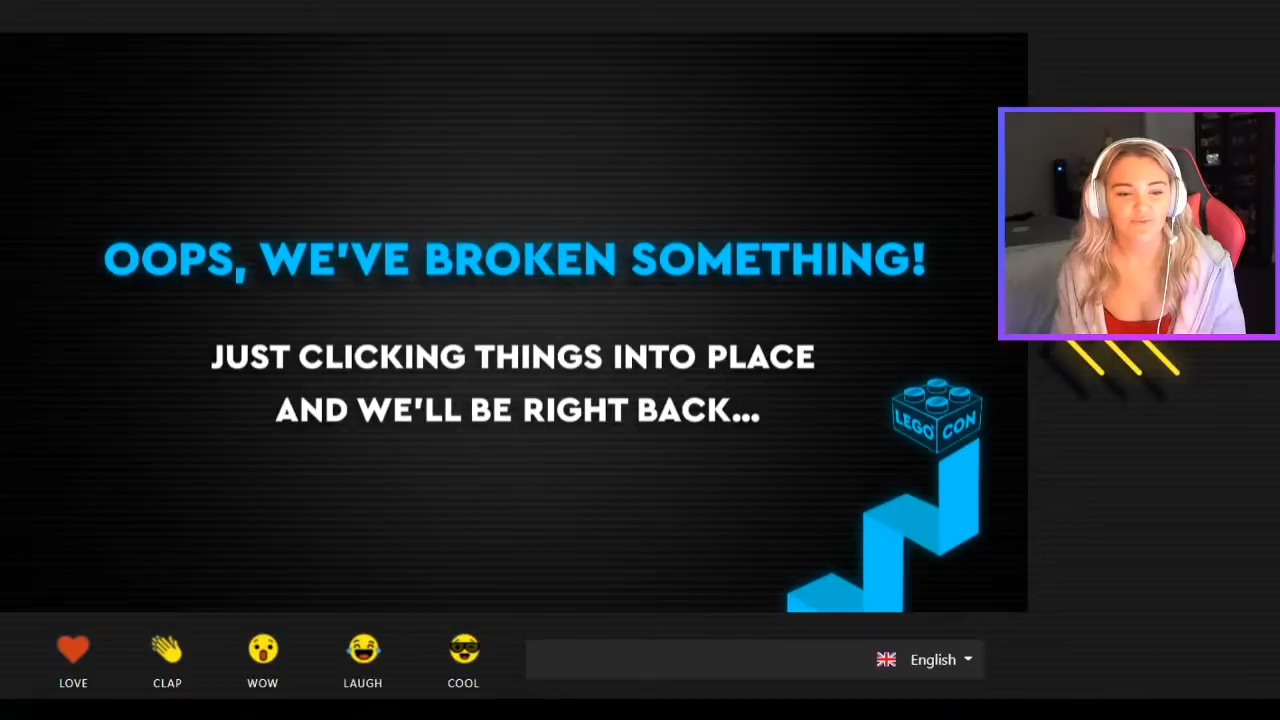 OOPS, WE'VE BROKEN SOMETHING!
JUST CLICKING THINGS INTO PLACE
AND WE'LL BE RIGHT BACK...
LEGO CON
LOVE CLAP WOW LAUGH COOL English